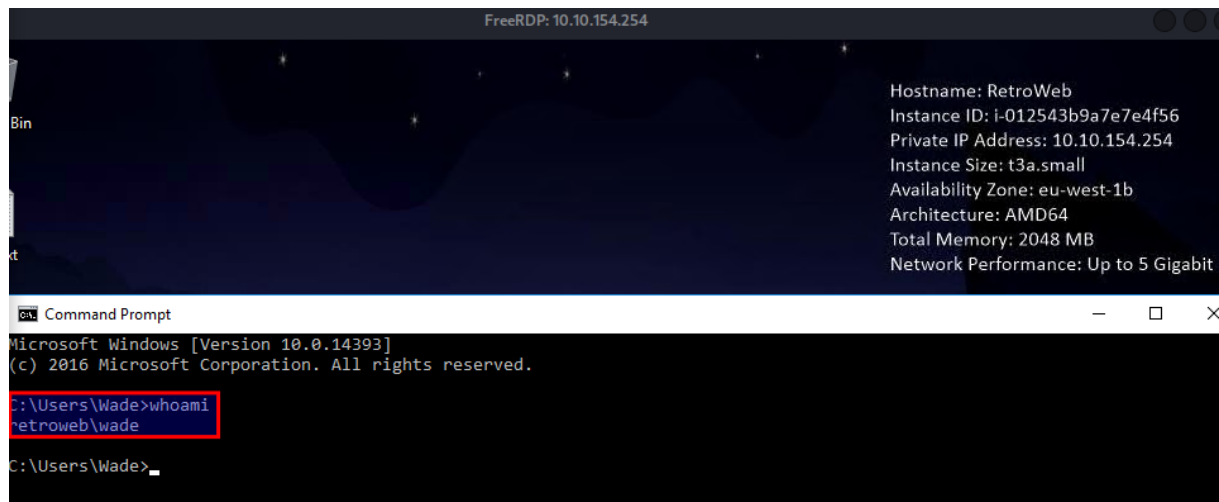 FreeRDP: 10.10.154.254
Hostname: RetroWeb
Instance ID: i-012543b9a7e7e4f56
Private IP Address: 10.10.154.254
Instance Size: t3a.small
Availability Zone: eu-west-1b
Architecture: AMD64
Total Memory: 2048 MB
Network Performance: Up to 5 Gigabit
Bin
xt
Command Prompt
Microsoft Windows [Version 10.0.14393]
(c) 2016 Microsoft Corporation. All rights reserved.
C:\Users\Wade>whoami
retroweb\wade
C:\Users\Wade>